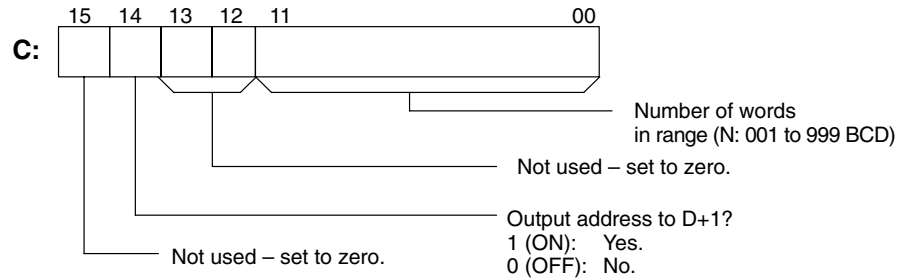 15 14 13 12 11 00
C:
Number of words
in range (N: 001 to 999 BCD)
Not used – set to zero.
Output address to D+1?
1 (ON): Yes.
0 (OFF): No.
Not used – set to zero.